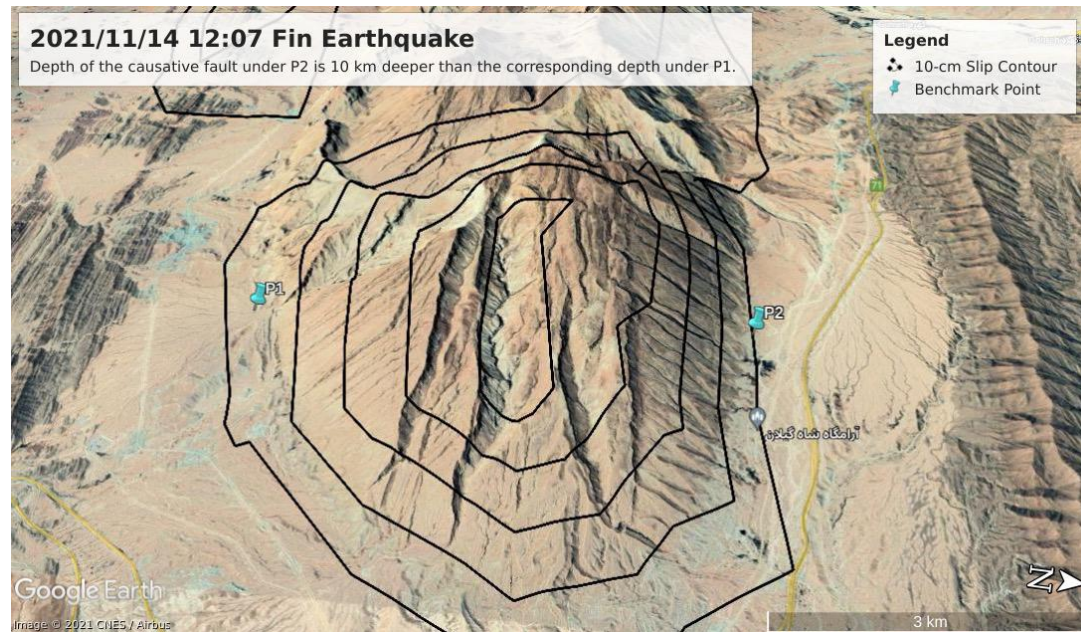 2021/11/14 12:07 Fin Earthquake
Depth of the causative fault under P2 is 10 km deeper than the corresponding depth under P1.
Legend
10-cm Slip Contour
Benchmark Point
71
P1
P2
آرامگاه شاه گیلان
N
Google Earth
Image © 2021 CNES / Airbus
3 km